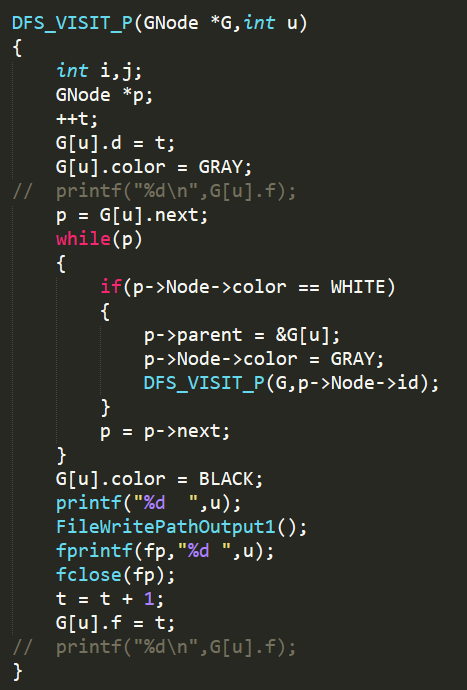 DFS_VISIT_P(GNode *G,int u)
{
    int i,j;
    GNode *p;
    ++t;
    G[u].d = t;
    G[u].color = GRAY;
//  printf("%d\n",G[u].f);
    p = G[u].next;
    while(p)
    {
        if(p->Node->color == WHITE)
        {
            p->parent = &G[u];
            p->Node->color = GRAY;
            DFS_VISIT_P(G,p->Node->id);
        }
        p = p->next;
    }
    G[u].color = BLACK;
    printf("%d  ",u);
    FileWritePathOutput1();
    fprintf(fp,"%d ",u);
    fclose(fp);
    t = t + 1;
    G[u].f = t;
//  printf("%d\n",G[u].f);
}